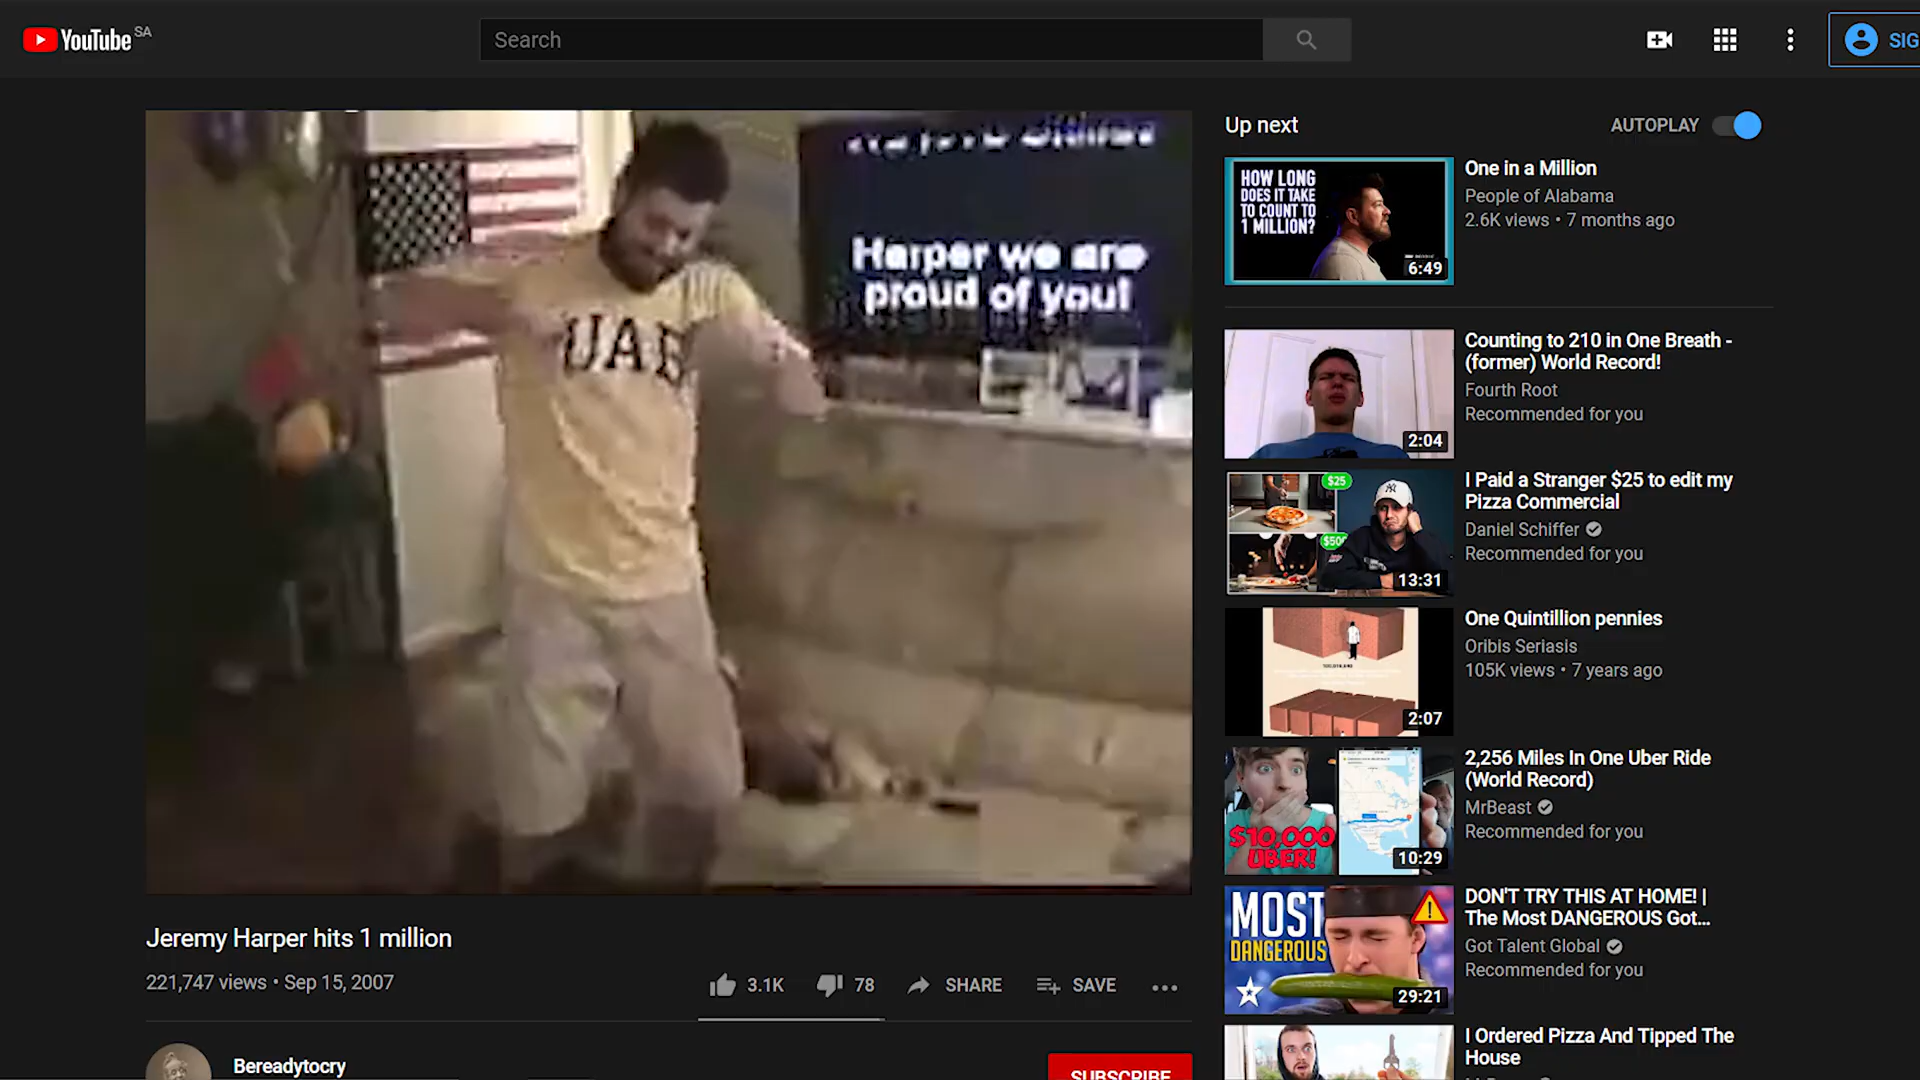 YouTube SA
Search
SIG
Harper we are
proud of you!
UAB
Jeremy Harper hits 1 million
221,747 views • Sep 15, 2007
3.1K
78
SHARE
SAVE
Bereadytocry
SUBSCRIBE
Up next
AUTOPLAY
HOW LONG
DOES IT TAKE
TO COUNT TO
1 MILLION?
6:49
One in a Million
People of Alabama
2.6K views • 7 months ago
2:04
Counting to 210 in One Breath -
(former) World Record!
Fourth Root
Recommended for you
$25
$500
13:31
I Paid a Stranger $25 to edit my
Pizza Commercial
Daniel Schiffer
Recommended for you
2:07
One Quintillion pennies
Oribis Seriasis
105K views • 7 years ago
$10,000
UBER!
10:29
2,256 Miles In One Uber Ride
(World Record)
MrBeast
Recommended for you
MOST
DANGEROUS
29:21
DON'T TRY THIS AT HOME! |
The Most DANGEROUS Got...
Got Talent Global
Recommended for you
I Ordered Pizza And Tipped The
House